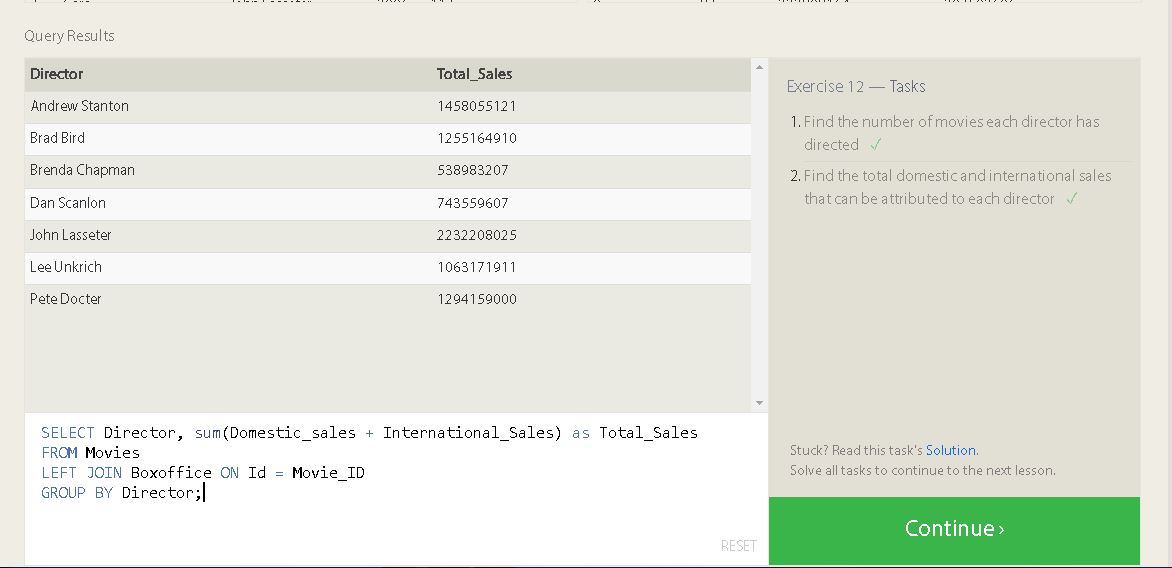 Query Results
Director Total_Sales
Andrew Stanton 1458055121
Brad Bird 1255164910
Brenda Chapman 538983207
Dan Scanlon 743559607
John Lasseter 2232208025
Lee Unkrich 1063171911
Pete Docter 1294159000
SELECT Director, sum(Domestic_sales + International_Sales) as Total_Sales
FROM Movies
LEFT JOIN Boxoffice ON Id = Movie_ID
GROUP BY Director;
RESET
Exercise 12 — Tasks
1. Find the number of movies each director has
directed ✓
2. Find the total domestic and international sales
that can be attributed to each director ✓
Stuck? Read this task's Solution.
Solve all tasks to continue to the next lesson.
Continue ›